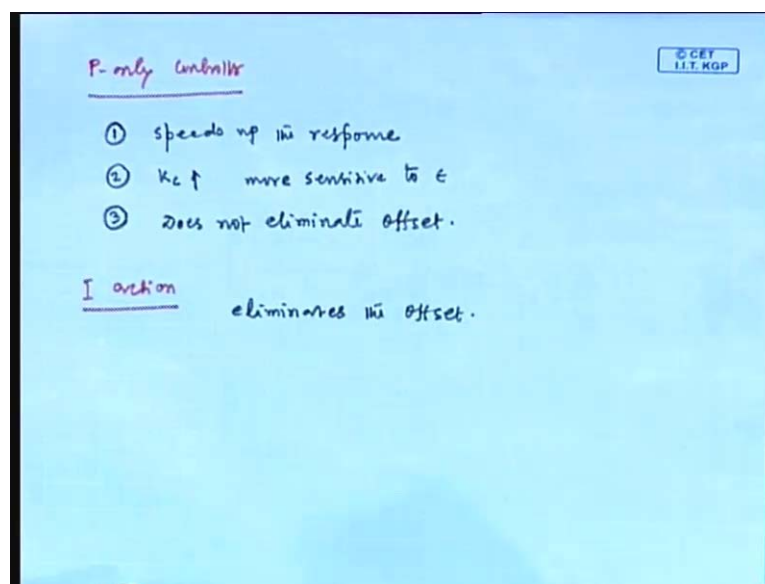 P-only Controller
© CET
I.I.T. KGP
① speeds up the response
② Kc ↑ more sensitive to ε
③ Does not eliminate offset.
I action
eliminates the offset.